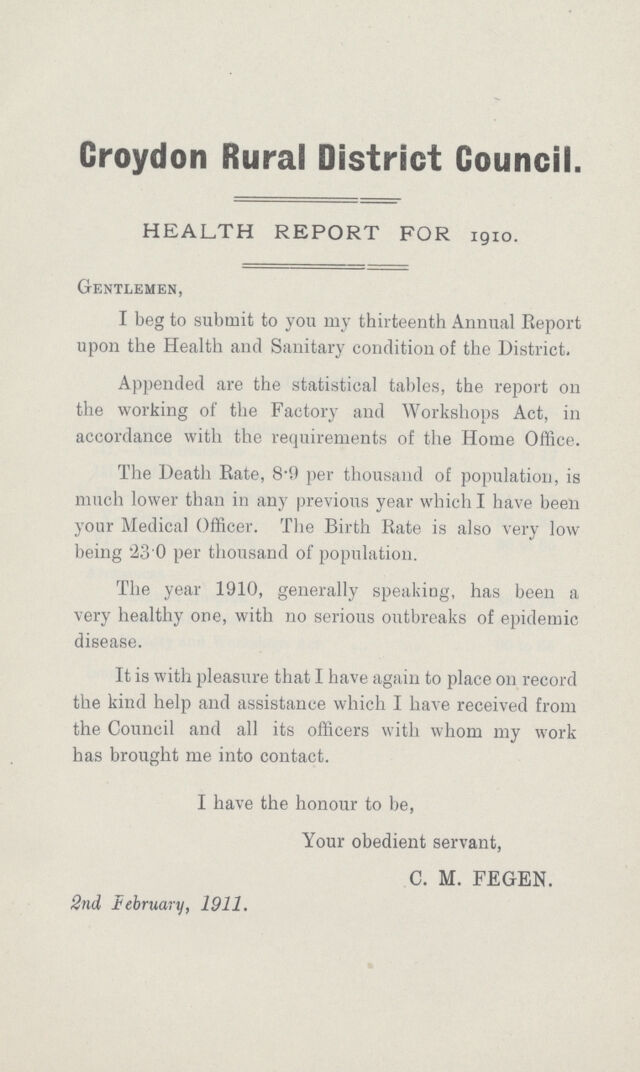 Croydon Rural District Council.
HEALTH REPORT FOR 1910.
GENTLEMEN,
I beg to submit to you my thirteenth Annual Report
upon the Health and Sanitary condition of the District.
Appended are the statistical tables, the report on
the working of the Factory and Workshops Act, in
accordance with the requirements of the Home Office.
The Death Rate, 8·9 per thousand of population, is
much lower than in any previous year which I have been
your Medical Officer. The Birth Rate is also very low
being 23·0 per thousand of population.
The year 1910, generally speaking, has been a
very healthy one, with no serious outbreaks of epidemic
disease.
It is with pleasure that I have again to place on record
the kind help and assistance which I have received from
the Council and all its officers with whom my work
has brought me into contact.
I have the honour to be,
Your obedient servant,
C. M. FEGEN.
2nd February, 1911.